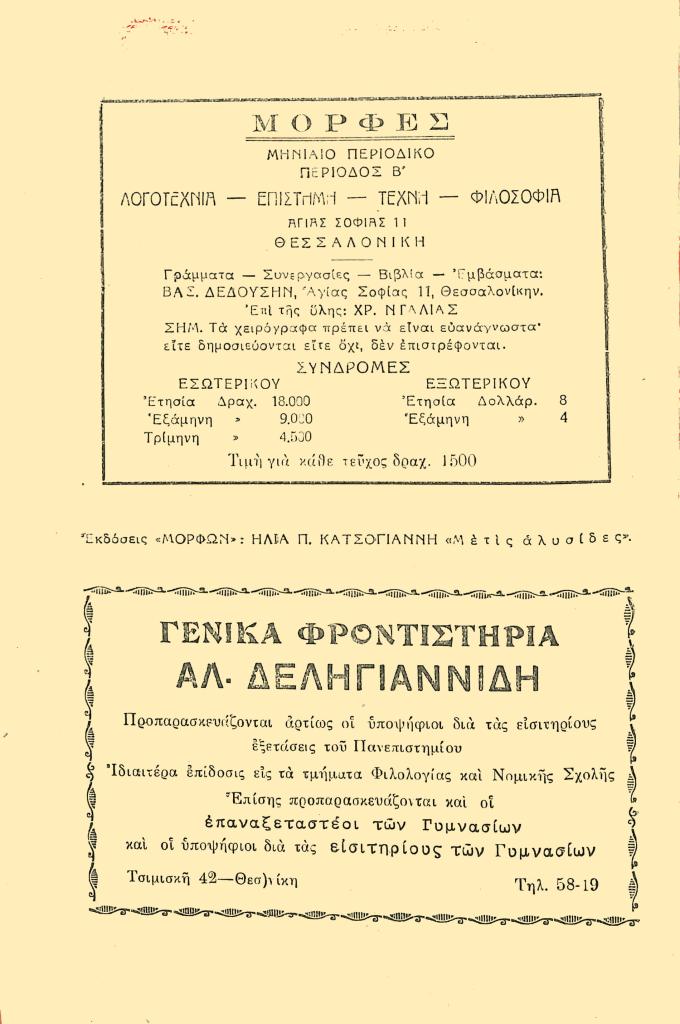 ΜΟΡΦΕΣ
ΜΗΝΙΑΙΟ ΠΕΡΙΟΔΙΚΟ
ΠΕΡΙΟΔΟΣ Β′
ΛΟΓΟΤΕΧΝΙΑ — ΕΠΙΣΤΗΜΗ — ΤΕΧΝΗ — ΦΙΛΟΣΟΦΙΑ
ΑΓΙΑΣ ΣΟΦΙΑΣ 11
ΘΕΣΣΑΛΟΝΙΚΗ
Γράμματα — Συνεργασίες — Βιβλία — Ἐμβάσματα:
ΒΑΣ. ΔΕΔΟΥΣΗΝ, Ἁγίας Σοφίας 11, Θεσσαλονίκην.
Ἐπὶ τῆς ὕλης: ΧΡ. ΝΤΑΛΙΑΣ
ΣΗΜ. Τὰ χειρόγραφα πρέπει νὰ εἶναι εὐανάγνωστα·
εἴτε δημοσιεύονται εἴτε ὄχι, δὲν ἐπιστρέφονται.
ΣΥΝΔΡΟΜΕΣ
ΕΣΩΤΕΡΙΚΟΥ ΕΞΩΤΕΡΙΚΟΥ
Ἐτησία Δραχ. 18.000 Ἐτησία Δολλάρ. 8
Ἑξάμηνη » 9.000 Ἑξάμηνη » 4
Τρίμηνη » 4.500
Τιμὴ γιὰ κάθε τεῦχος δραχ. 1500
Ἐκδόσεις «ΜΟΡΦΩΝ»: ΗΛΙΑ Π. ΚΑΤΣΟΓΙΑΝΝΗ «Μὲ τὶς ἁλυσίδες».
ΓΕΝΙΚΑ ΦΡΟΝΤΙΣΤΗΡΙΑ
ΑΛ. ΔΕΛΗΓΙΑΝΝΙΔΗ
Προπαρασκευάζονται ἀρτίως οἱ ὑποψήφιοι διὰ τὰς εἰσιτηρίους
ἐξετάσεις τοῦ Πανεπιστημίου
Ἰδιαιτέρα ἐπίδοσις εἰς τὰ τμήματα Φιλολογίας καὶ Νομικῆς Σχολῆς
Ἐπίσης προπαρασκευάζονται καὶ οἱ
ἐπαναξεταστέοι τῶν Γυμνασίων
καὶ οἱ ὑποψήφιοι διὰ τὰς εἰσιτηρίους τῶν Γυμνασίων
Τσιμισκῆ 42—Θεσ)νίκη Τηλ. 58-19